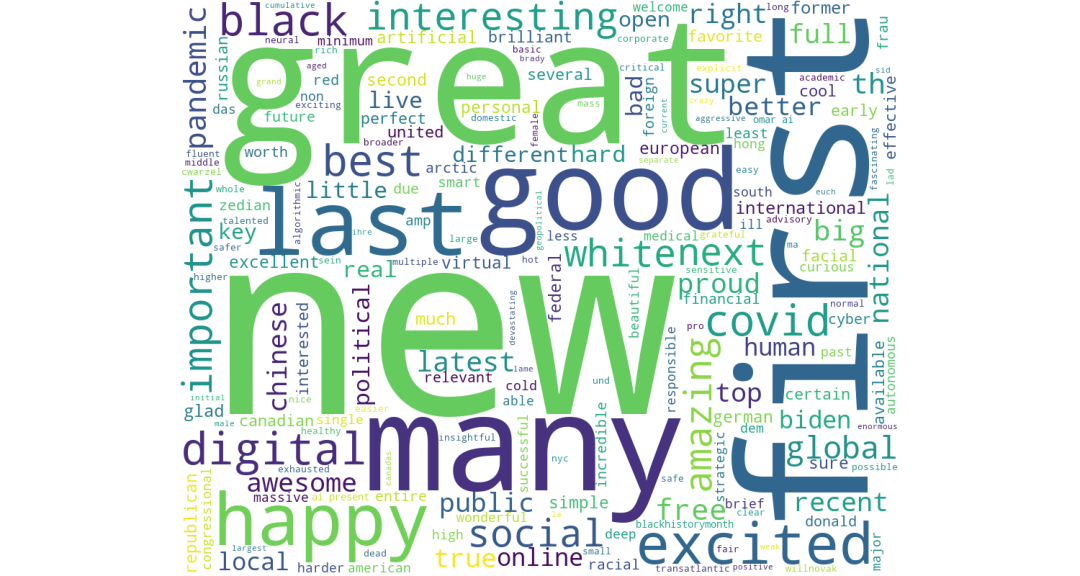 cumulative
long
former
black
interesting
welcome
open
right
pandemic
russian
neural
minimum
artificial
brilliant
corporate
favorite
full
frau
rich
aged
basic
brady
great
grand
red
second
several
critical
explicit
super
academic
cool
sid
th
first
das
non
exciting
live
personal
huge
mass
bad
foreign
crazy
current
better
early
effective
future
perfect
domestic
female
aggressive
omar ai
united
broader
least
hong
fluent
middle
cwarzel
worth
best
arctic
different
hard
european
separate
easy
fascinating
lad
whole
zedian
talented
key
safer
algorithmic
little
due
smart
amp
last
ihre
large
good
geopolitical
less
south
euch
international
advisory
ill
medical
grateful
big
national
important
excellent
sein
real
multiple
virtual
hot
white
next
ma
facial
curious
higher
federal
beautiful
sensitive
proud
financial
normal
new
chinese
interested
political
much
devastating
pro
covid
cyber
latest
lame
relevant
cold
able
und
responsible
amazing
human
past
available
autonomous
top
certain
initial
nice
glad
canadian
single
easier
male
healthy
german
dem
biden
enormous
digital
many
insightful
successful
incredible
nyc
safe
strategic
global
sure
possible
exhausted
canadas
awesome
republican
congressional
massive
ai present
entire
public
simple
free
brief
clear
recent
happy
wonderful
la
blackhistorymonth
donald
high
social
deep
excited
major
local
largest
harder
dead
american
true
online
small
racial
fair
weak
transatlantic
positive
willnovak